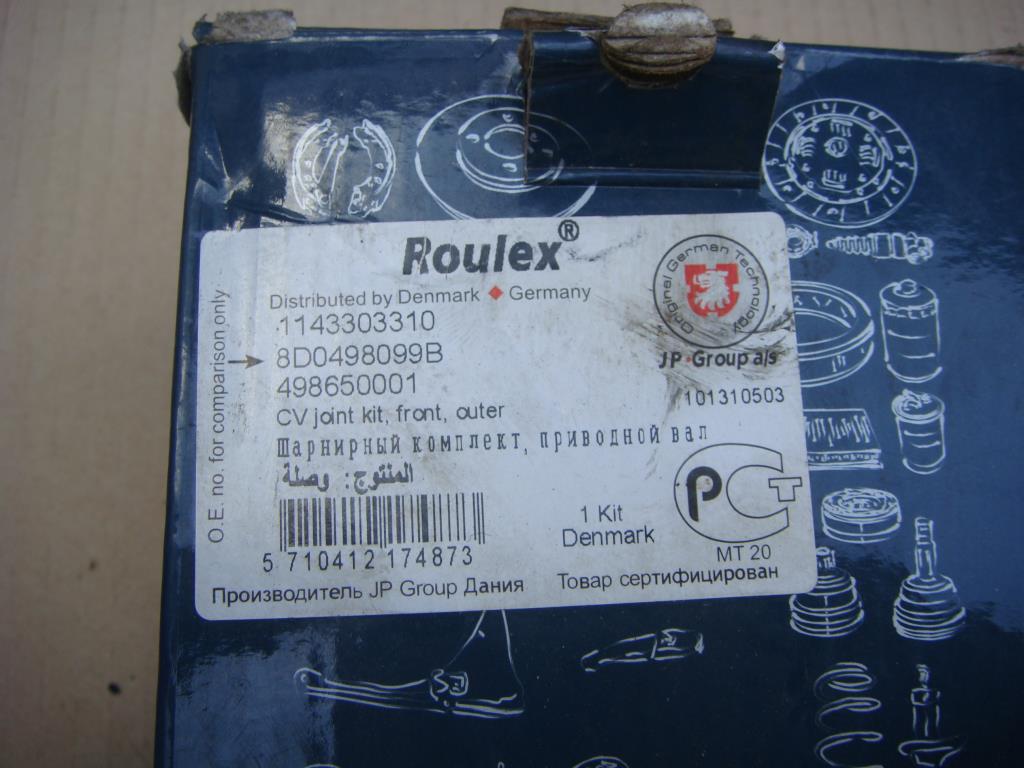 Roulex®
Distributed by Denmark ♦ Germany
1143303310
8D0498099B
498650001
CV joint kit, front, outer
Шарнирный комплект, приводной вал
المنتوج: وصلة
5 710412 174873
O.E. no. for comparison only
Original German Technology
JP Group a/s
101310503
1 Kit
Denmark
РСТ
MT 20
Производитель JP Group Дания
Товар сертифицирован